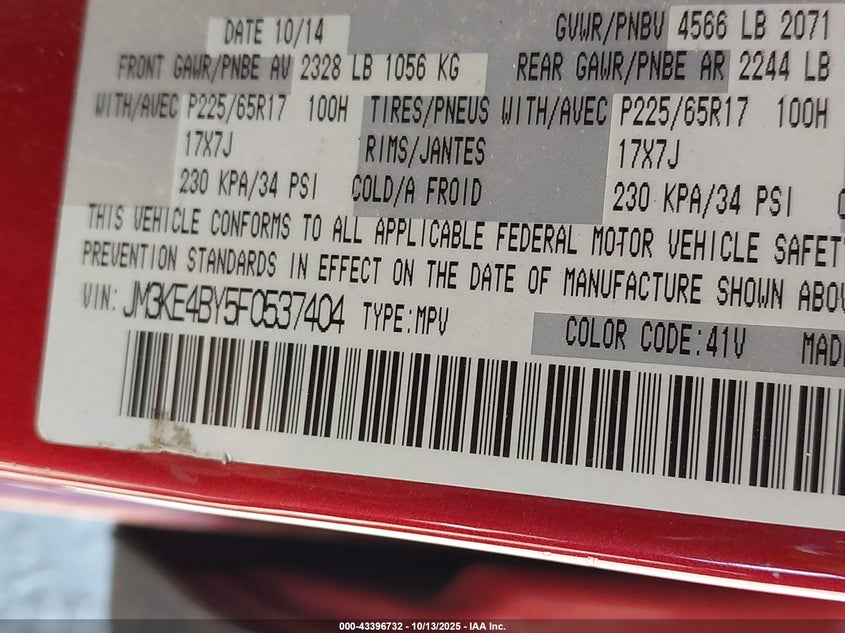 DATE 10/14 GVWR/PNBV 4566 LB 2071
FRONT GAWR/PNBE AV 2328 LB 1056 KG REAR GAWR/PNBE AR 2244 LB
WITH/AVEC P225/65R17 100H TIRES/PNEUS WITH/AVEC P225/65R17 100H
17X7J RIMS/JANTES 17X7J
230 KPA/34 PSI COLD/A FROID 230 KPA/34 PSI
THIS VEHICLE CONFORMS TO ALL APPLICABLE FEDERAL MOTOR VEHICLE SAFETY
PREVENTION STANDARDS IN EFFECT ON THE DATE OF MANUFACTURE SHOWN ABOV
VIN: JM3KE4BY5F0537404 TYPE:MPV COLOR CODE:41V MAD
000-43396732 - 10/13/2025 - IAA Inc.